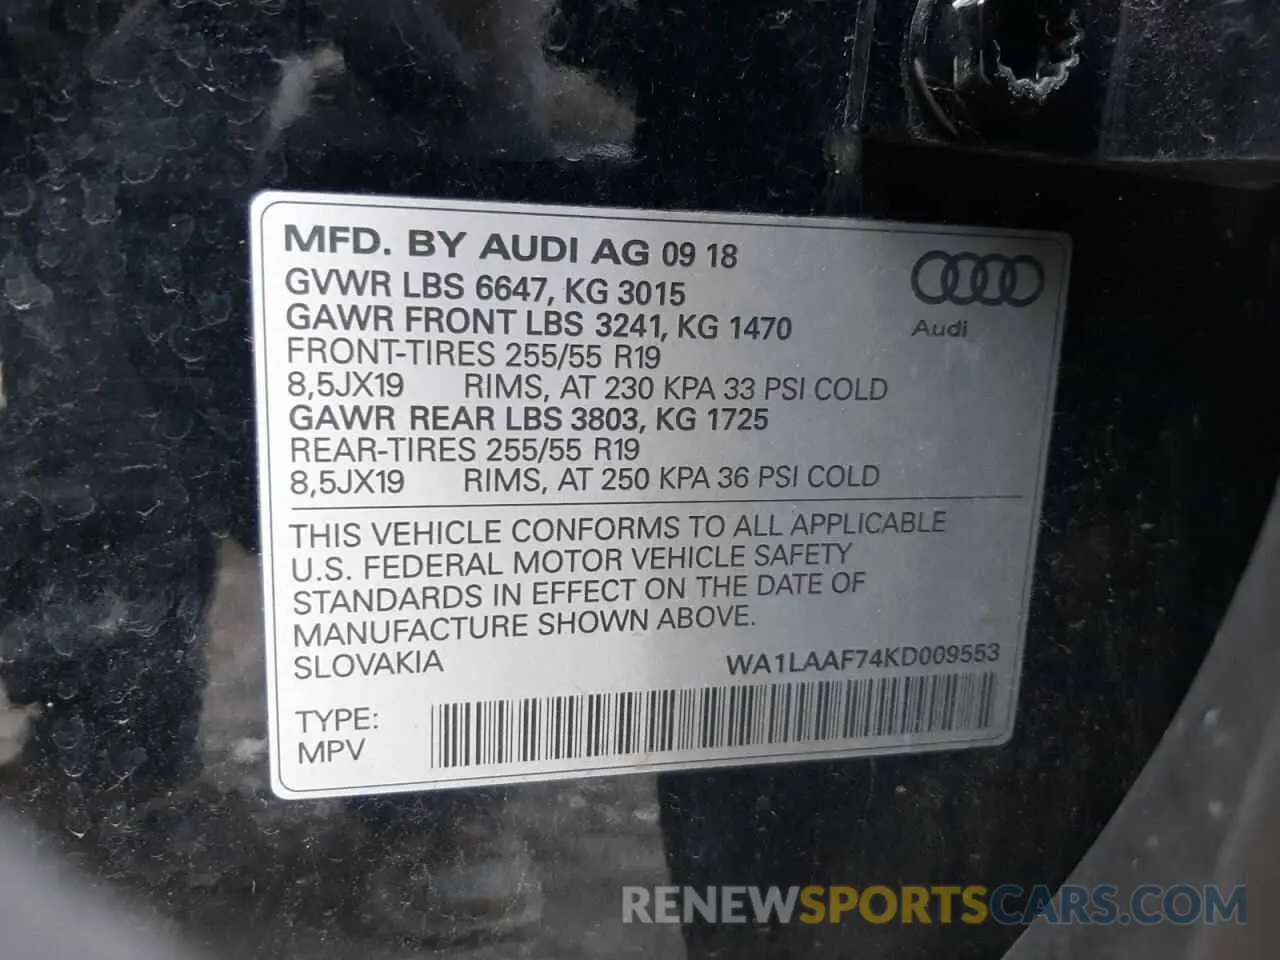 MFD. BY AUDI AG 09 18
GVWR LBS 6647, KG 3015
GAWR FRONT LBS 3241, KG 1470
FRONT-TIRES 255/55 R19
8,5JX19 RIMS, AT 230 KPA 33 PSI COLD
GAWR REAR LBS 3803, KG 1725
REAR-TIRES 255/55 R19
8,5JX19 RIMS, AT 250 KPA 36 PSI COLD
Audi
THIS VEHICLE CONFORMS TO ALL APPLICABLE
U.S. FEDERAL MOTOR VEHICLE SAFETY
STANDARDS IN EFFECT ON THE DATE OF
MANUFACTURE SHOWN ABOVE.
SLOVAKIA WA1LAAF74KD009553
TYPE:
MPV
RENEWSPORTSCARS.COM